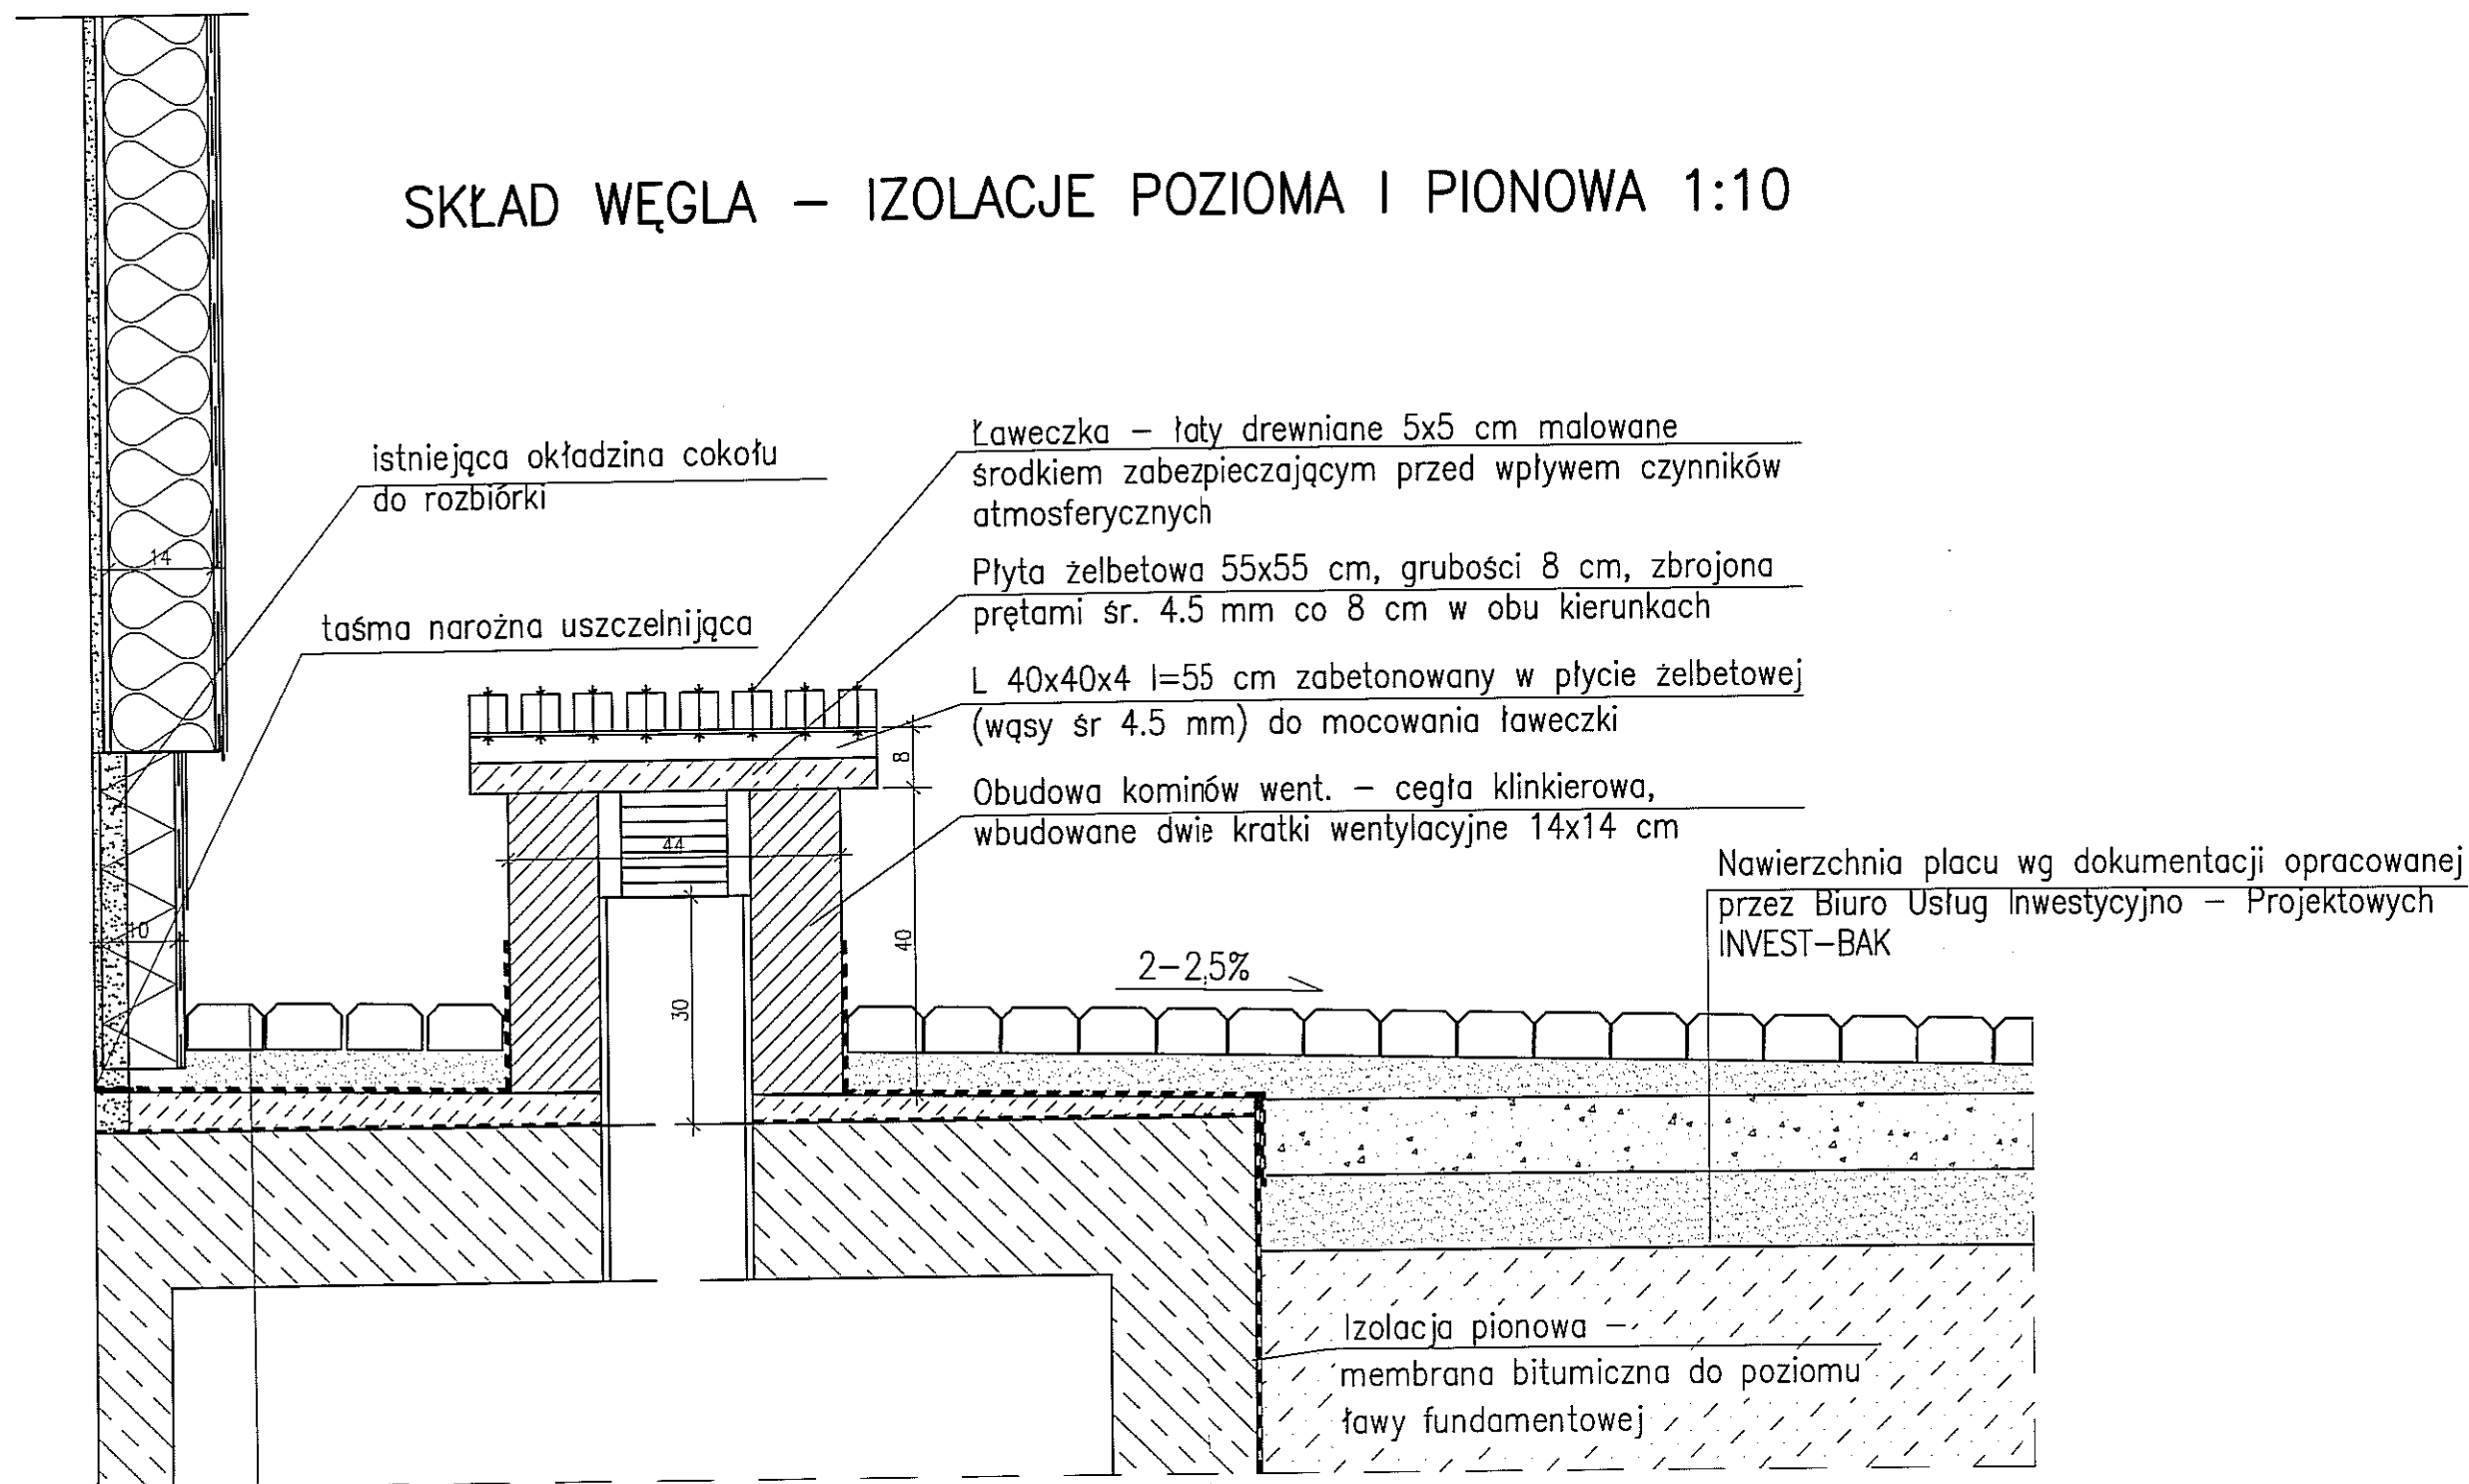 SKŁAD WĘGLA – IZOLACJE POZIOMA I PIONOWA 1:10
istniejąca okładzina cokołu
do rozbiórki
taśma narożna uszczelnijąca
Ławeczka – łaty drewniane 5x5 cm malowane
środkiem zabezpieczającym przed wpływem czynników
atmosferycznych
Płyta żelbetowa 55x55 cm, grubości 8 cm, zbrojona
prętami śr. 4.5 mm co 8 cm w obu kierunkach
L 40x40x4 l=55 cm zabetonowany w płycie żelbetowej
(wąsy śr 4.5 mm) do mocowania ławeczki
Obudowa kominów went. – cegła klinkierowa,
wbudowane dwie kratki wentylacyjne 14x14 cm
Nawierzchnia placu wg dokumentacji opracowanej
przez Biuro Usług Inwestycyjno – Projektowych
INVEST–BAK
14
8
44
10
40
30
2–2,5%
Izolacja pionowa –
membrana bitumiczna do poziomu
ławy fundamentowej